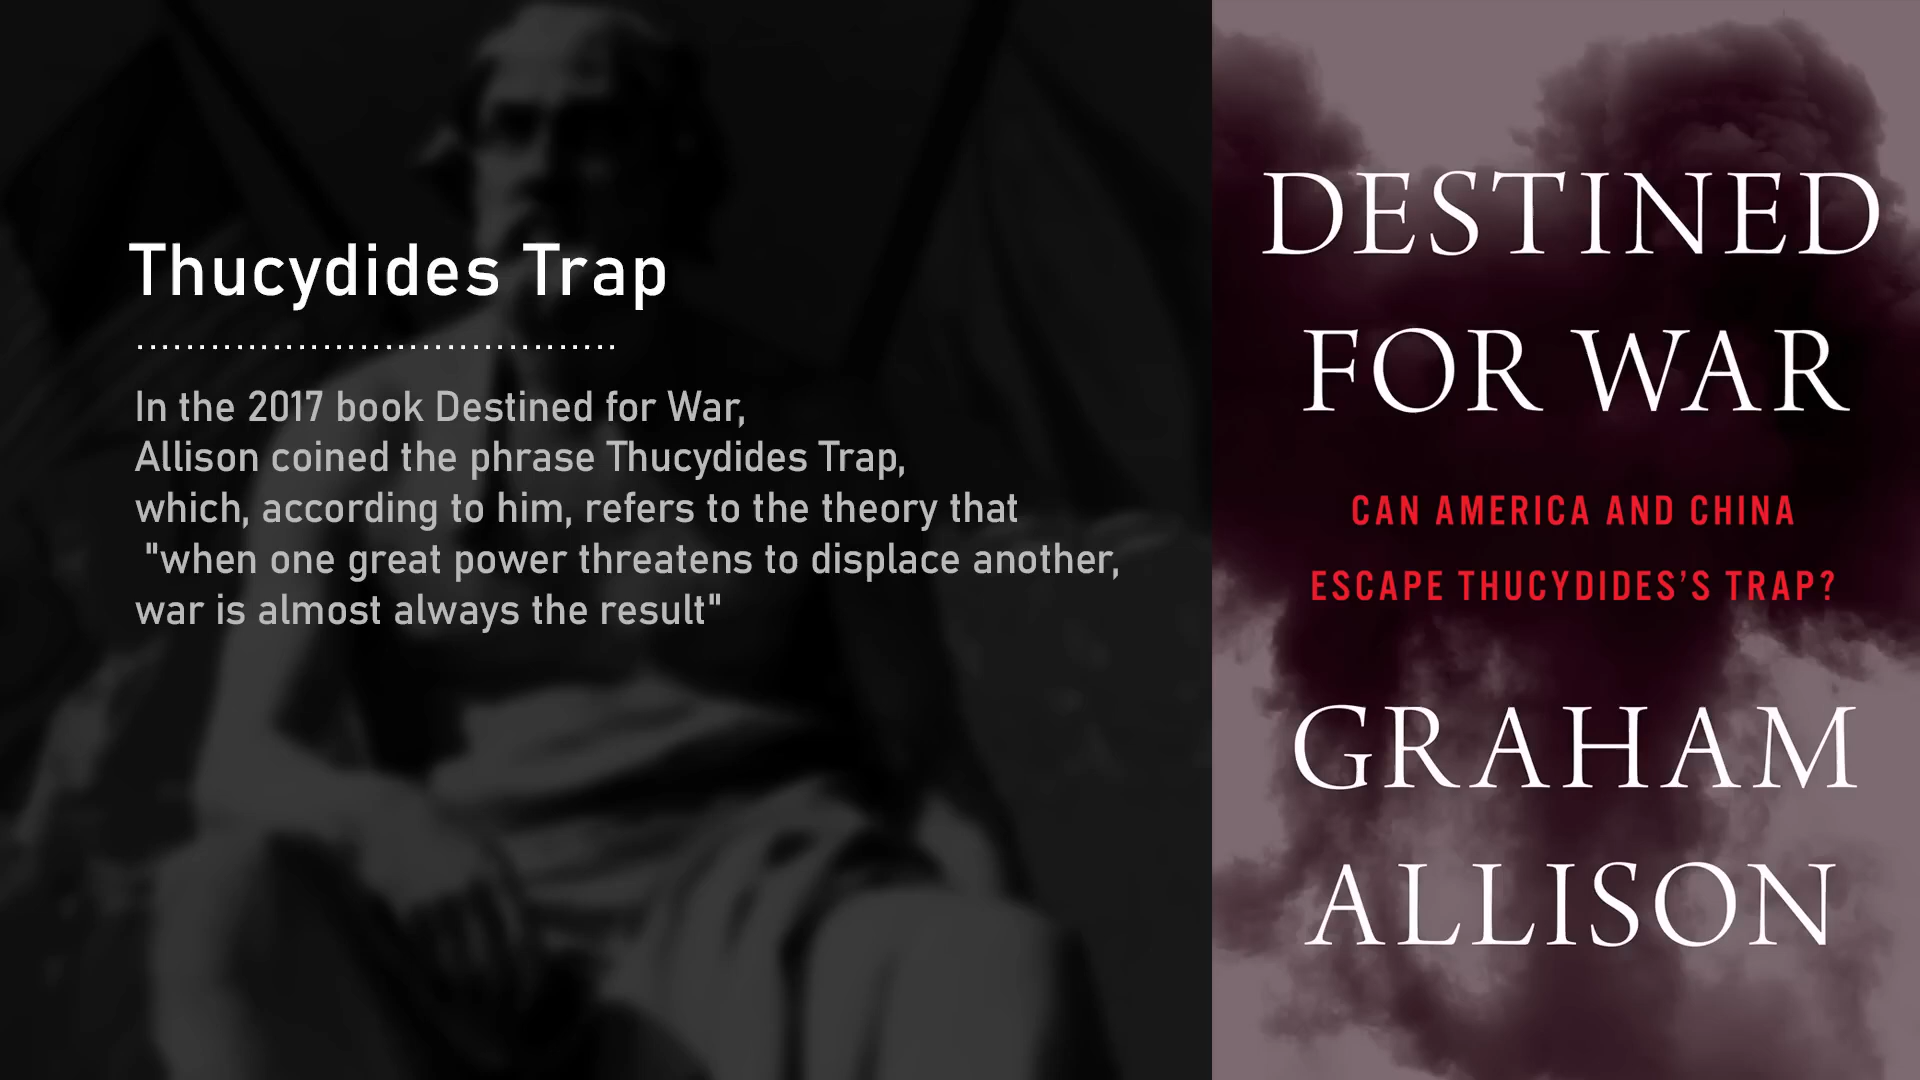 Thucydides Trap
In the 2017 book Destined for War,
Allison coined the phrase Thucydides Trap,
which, according to him, refers to the theory that
"when one great power threatens to displace another,
war is almost always the result"
DESTINED
FOR WAR
CAN AMERICA AND CHINA
ESCAPE THUCYDIDES’S TRAP?
GRAHAM
ALLISON